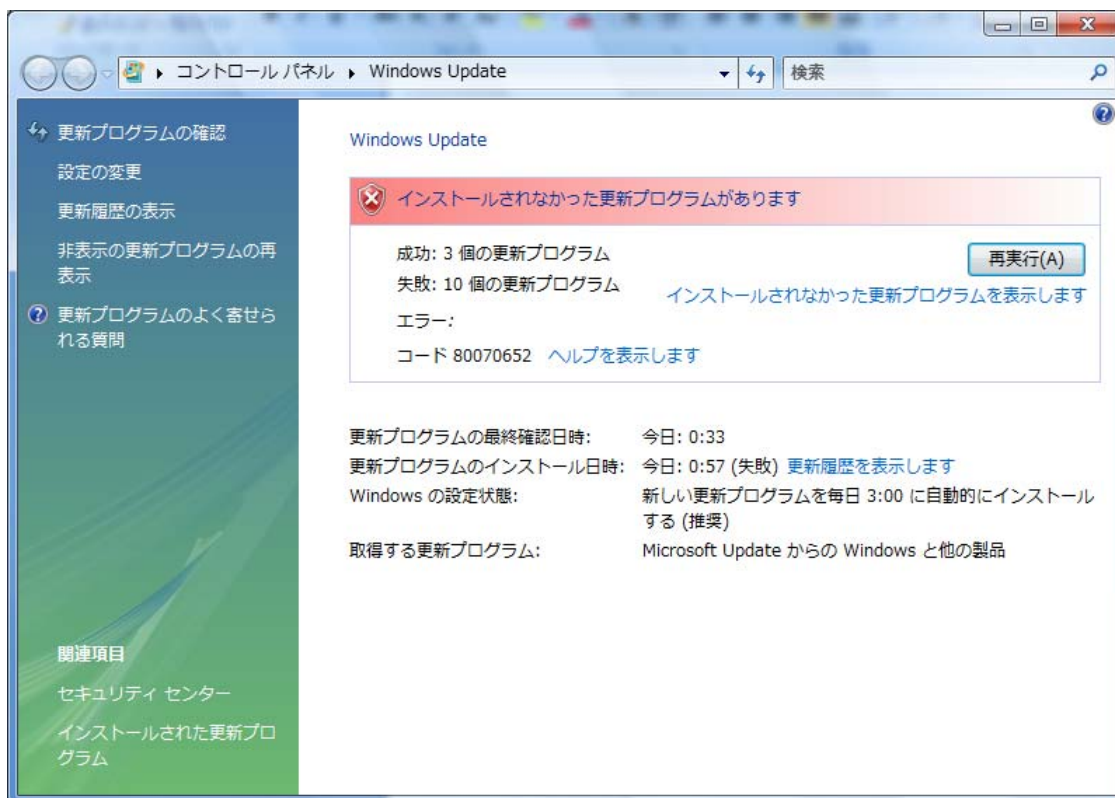 コントロール パネル ▸ Windows Update
検索
更新プログラムの確認
設定の変更
更新履歴の表示
非表示の更新プログラムの再
表示
更新プログラムのよく寄せら
れる質問
関連項目
セキュリティ センター
インストールされた更新プロ
グラム
Windows Update
インストールされなかった更新プログラムがあります
成功: 3 個の更新プログラム
再実行(A)
失敗: 10 個の更新プログラム
インストールされなかった更新プログラムを表示します
エラー:
コード 80070652 ヘルプを表示します
更新プログラムの最終確認日時: 今日: 0:33
更新プログラムのインストール日時: 今日: 0:57 (失敗) 更新履歴を表示します
Windows の設定状態: 新しい更新プログラムを毎日 3:00 に自動的にインストール
する (推奨)
取得する更新プログラム: Microsoft Update からの Windows と他の製品